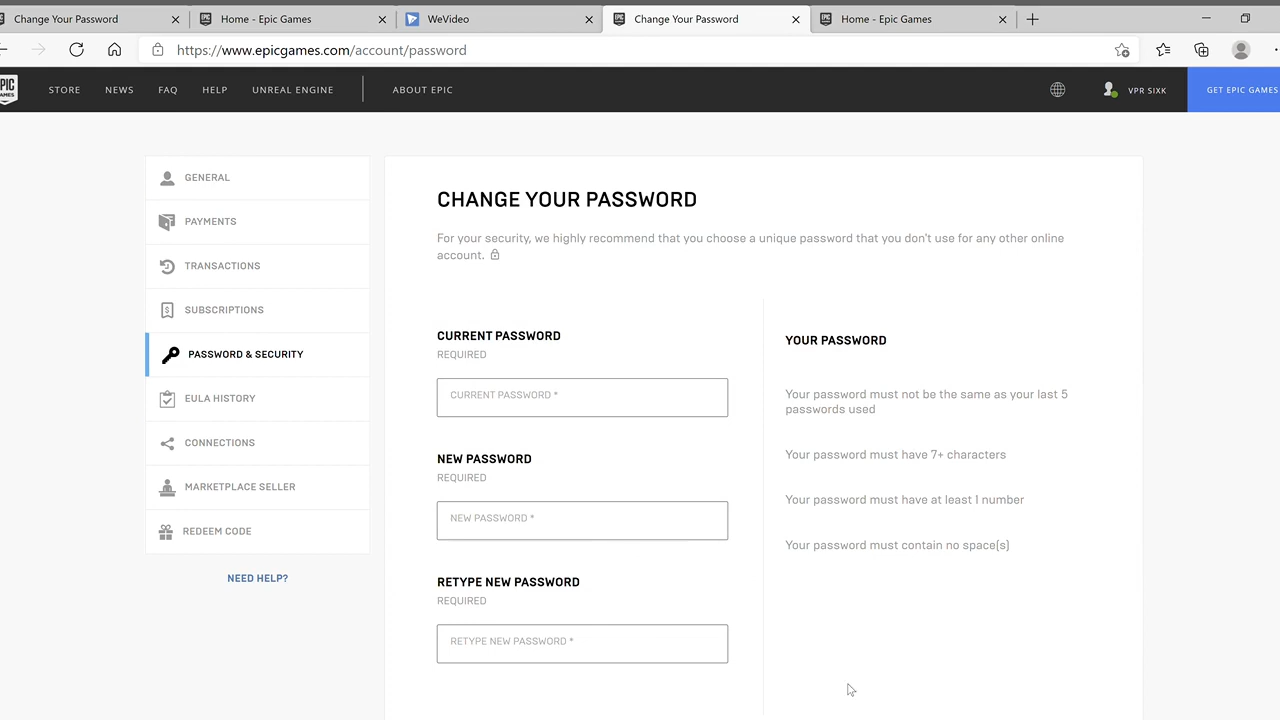 Change Your Password
Home - Epic Games
WeVideo
Change Your Password
Home - Epic Games
https://www.epicgames.com/account/password
EPIC
GAMES
STORE
NEWS
FAQ
HELP
UNREAL ENGINE
ABOUT EPIC
VPR SIXK
GET EPIC GAMES
GENERAL
PAYMENTS
TRANSACTIONS
SUBSCRIPTIONS
PASSWORD & SECURITY
EULA HISTORY
CONNECTIONS
MARKETPLACE SELLER
REDEEM CODE
NEED HELP?
CHANGE YOUR PASSWORD
For your security, we highly recommend that you choose a unique password that you don't use for any other online
account.
CURRENT PASSWORD
REQUIRED
CURRENT PASSWORD *
NEW PASSWORD
REQUIRED
NEW PASSWORD *
RETYPE NEW PASSWORD
REQUIRED
RETYPE NEW PASSWORD *
YOUR PASSWORD
Your password must not be the same as your last 5
passwords used
Your password must have 7+ characters
Your password must have at least 1 number
Your password must contain no space(s)